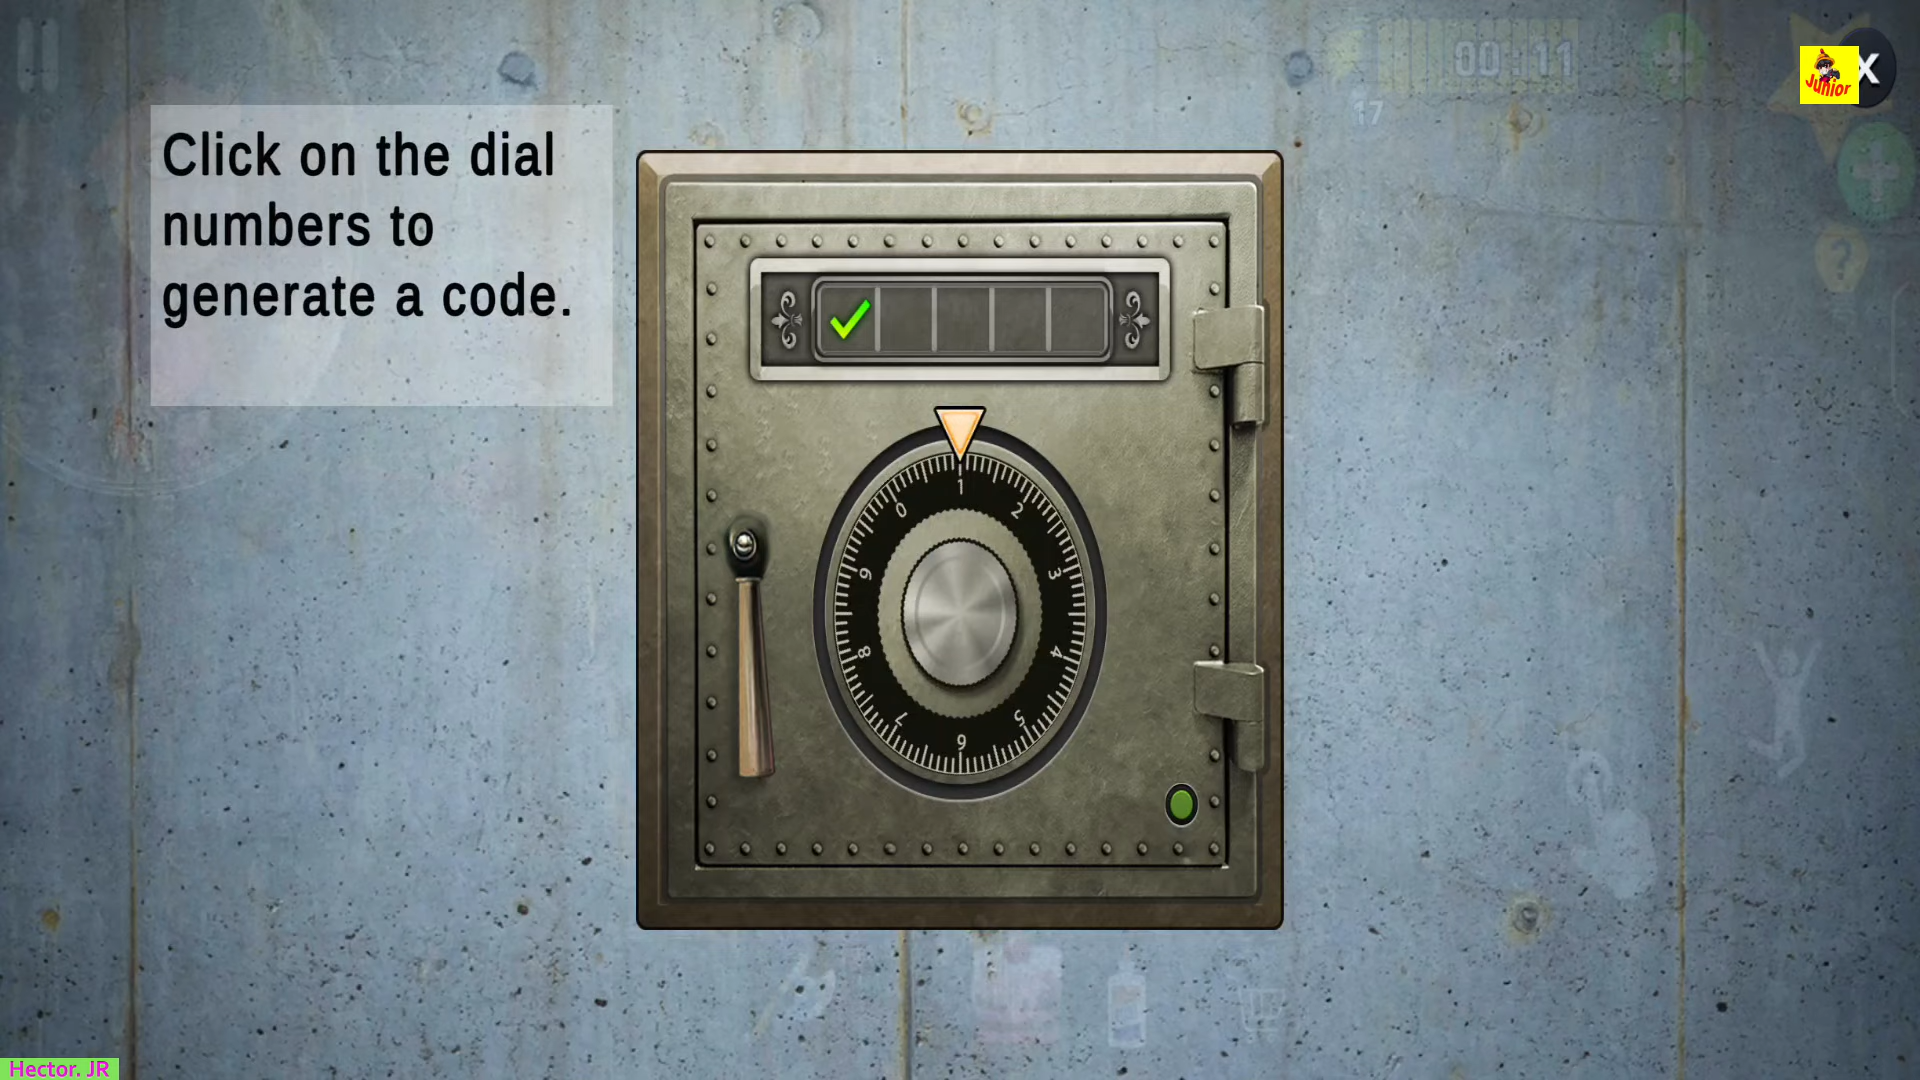 00:11
17
X
Junior
Click on the dial
numbers to
generate a code.
1
2
3
4
5
6
7
8
9
0
?
Hector. JR